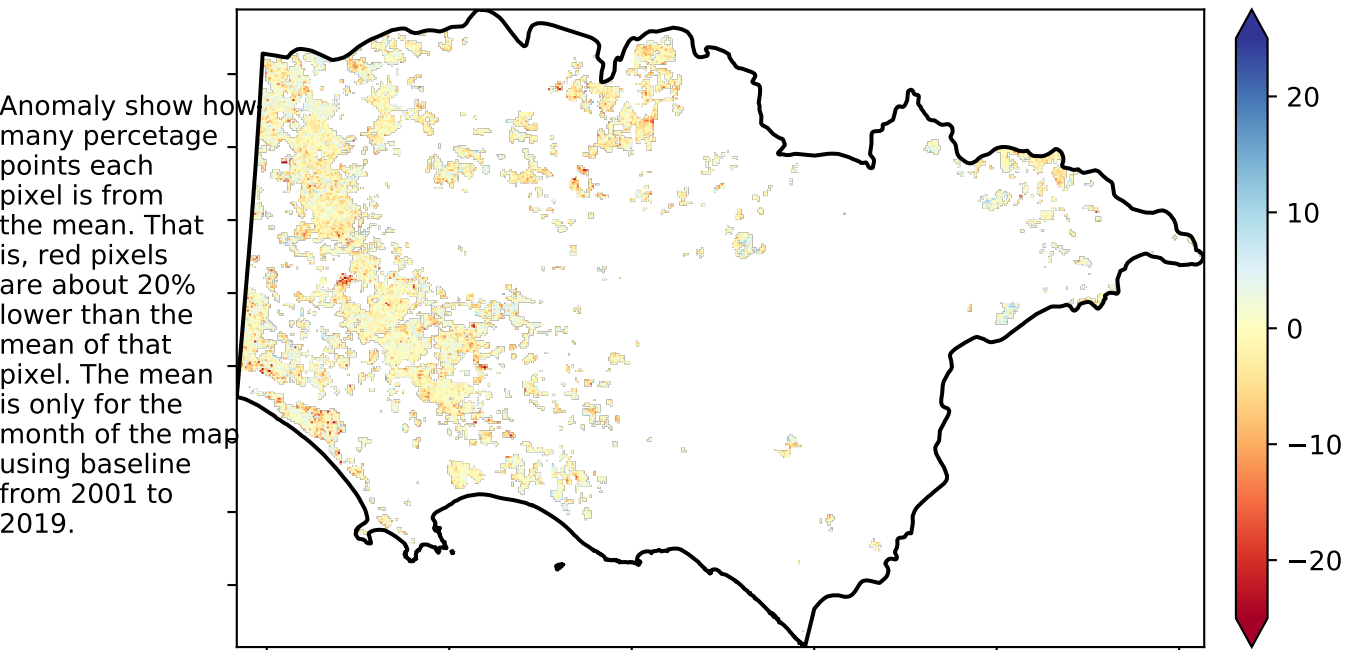 Anomaly show how
many percetage
points each
pixel is from
the mean. That
is, red pixels
are about 20%
lower than the
mean of that
pixel. The mean
is only for the
month of the map
using baseline
from 2001 to
2019.
20
10
0
−10
−20